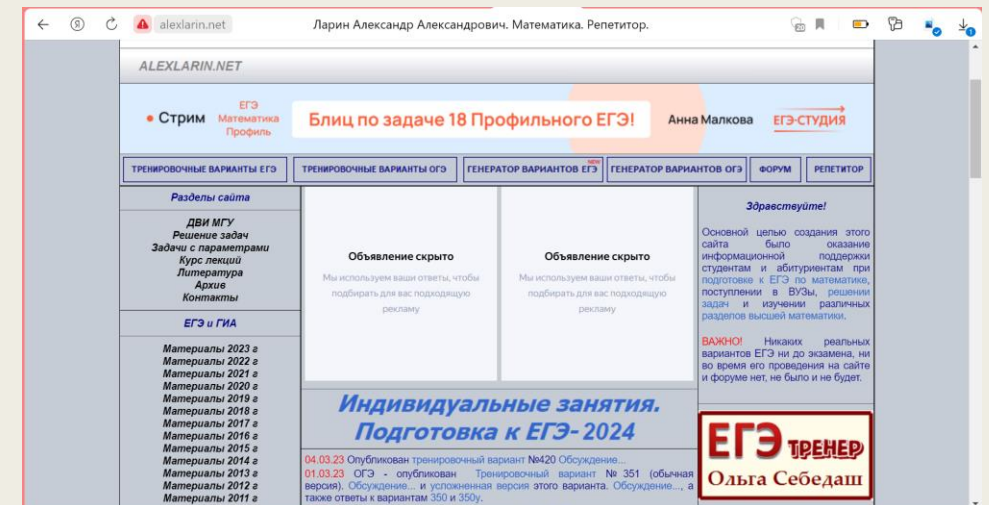 alexlarin.net
Ларин Александр Александрович. Математика. Репетитор.
ALEXLARIN.NET
Стрим
ЕГЭ
Математика
Профиль
Блиц по задаче 18 Профильного ЕГЭ!
Анна Малкова
ЕГЭ-СТУДИЯ
ТРЕНИРОВОЧНЫЕ ВАРИАНТЫ ЕГЭ
ТРЕНИРОВОЧНЫЕ ВАРИАНТЫ ОГЭ
ГЕНЕРАТОР ВАРИАНТОВ ЕГЭ NEW
ГЕНЕРАТОР ВАРИАНТОВ ОГЭ
ФОРУМ
РЕПЕТИТОР
Разделы сайта
ДВИ МГУ
Решение задач
Задачи с параметрами
Курс лекций
Литература
Архив
Контакты
ЕГЭ и ГИА
Материалы 2023 г
Материалы 2022 г
Материалы 2021 г
Материалы 2020 г
Материалы 2019 г
Материалы 2018 г
Материалы 2017 г
Материалы 2016 г
Материалы 2015 г
Материалы 2014 г
Материалы 2013 г
Материалы 2012 г
Материалы 2011 г
Объявление скрыто
Мы используем ваши ответы, чтобы
подбирать для вас подходящую
рекламу
Объявление скрыто
Мы используем ваши ответы, чтобы
подбирать для вас подходящую
рекламу
Индивидуальные занятия.
Подготовка к ЕГЭ-2024
04.03.23 Опубликован тренировочный вариант №420 Обсуждение...
01.03.23 ОГЭ - опубликован Тренировочный вариант № 351 (обычная
версия). Обсуждение... и усложненная версия этого варианта. Обсуждение..., а
также ответы к вариантам 350 и 350у.
Здравствуйте!
Основной целью создания этого
сайта было оказание
информационной поддержки
студентам и абитуриентам при
подготовке к ЕГЭ по математике,
поступлении в ВУЗы, решении
задач и изучении различных
разделов высшей математики.
ВАЖНО! Никаких реальных
вариантов ЕГЭ ни до экзамена, ни
во время его проведения на сайте
и форуме нет, не было и не будет.
ЕГЭ ТРЕНЕР
Ольга Себедаш